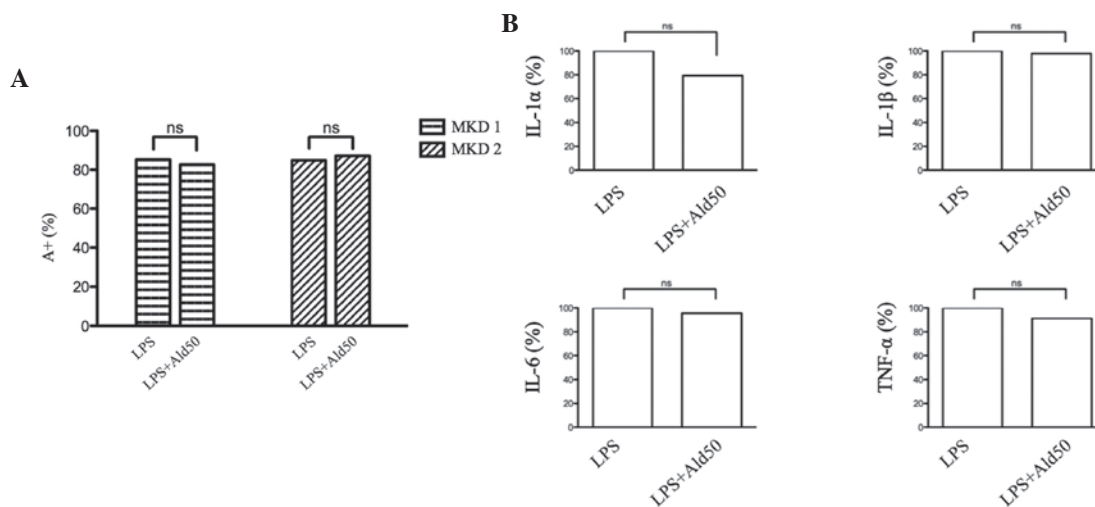 A
A+ (%)
100
80
60
40
20
0
ns
ns
LPS
LPS+Ald50
LPS
LPS+Ald50
MKD 1
MKD 2
B
IL-1α (%)
100
80
60
40
20
0
ns
LPS
LPS+Ald50
IL-1β (%)
100
80
60
40
20
0
ns
LPS
LPS+Ald50
IL-6 (%)
100
80
60
40
20
0
ns
LPS
LPS+Ald50
TNF-α (%)
100
80
60
40
20
0
ns
LPS
LPS+Ald50